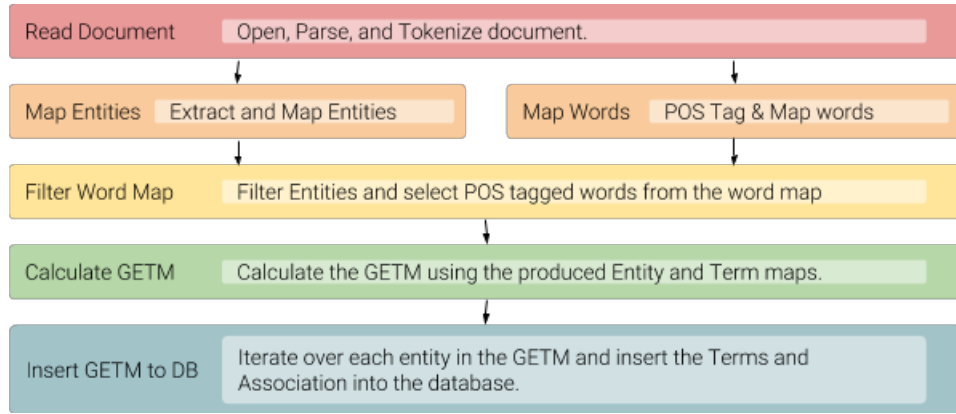 Read Document Open, Parse, and Tokenize document.
Map Entities Extract and Map Entities
Map Words POS Tag & Map words
Filter Word Map Filter Entities and select POS tagged words from the word map
Calculate GETM Calculate the GETM using the produced Entity and Term maps.
Insert GETM to DB Iterate over each entity in the GETM and insert the Terms and
Association into the database.